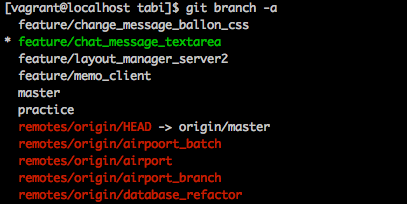 [vagrant@localhost tabi]$ git branch -a
  feature/change_message_ballon_css
* feature/chat_message_textarea
  feature/layout_manager_server2
  feature/memo_client
  master
  practice
  remotes/origin/HEAD -> origin/master
  remotes/origin/airpoort_batch
  remotes/origin/airport
  remotes/origin/airport_branch
  remotes/origin/database_refactor